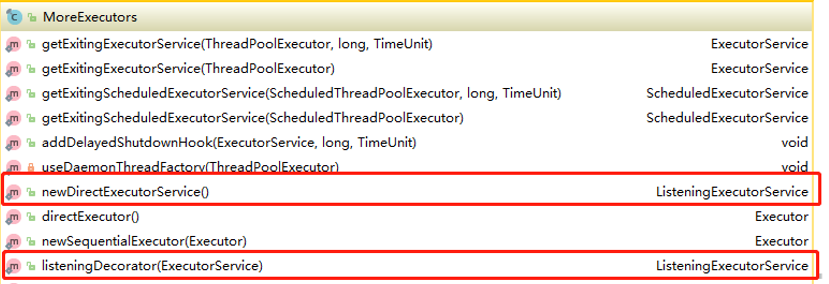 MoreExecutors
getExitingExecutorService(ThreadPoolExecutor, long, TimeUnit) ExecutorService
getExitingExecutorService(ThreadPoolExecutor) ExecutorService
getExitingScheduledExecutorService(ScheduledThreadPoolExecutor, long, TimeUnit) ScheduledExecutorService
getExitingScheduledExecutorService(ScheduledThreadPoolExecutor) ScheduledExecutorService
addDelayedShutdownHook(ExecutorService, long, TimeUnit) void
useDaemonThreadFactory(ThreadPoolExecutor) void
newDirectExecutorService() ListeningExecutorService
directExecutor() Executor
newSequentialExecutor(Executor) Executor
listeningDecorator(ExecutorService) ListeningExecutorService